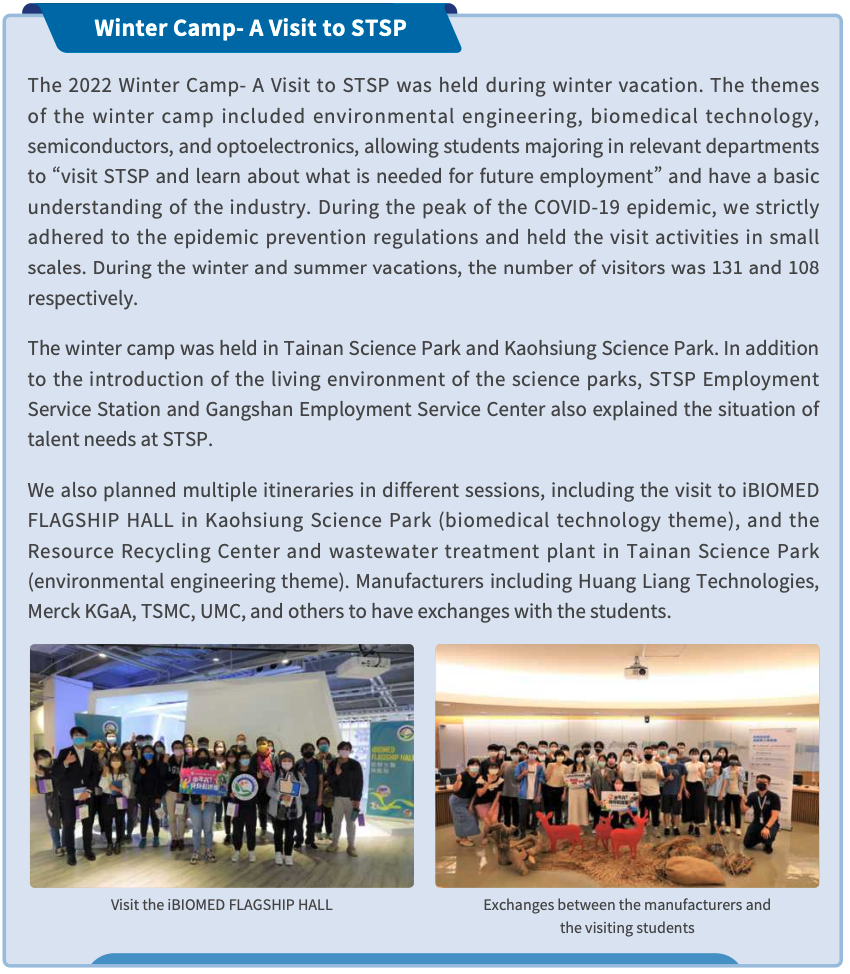 Winter Camp- A Visit to STSP
The 2022 Winter Camp- A Visit to STSP was held during winter vacation. The themes
of the winter camp included environmental engineering, biomedical technology,
semiconductors, and optoelectronics, allowing students majoring in relevant departments
to “visit STSP and learn about what is needed for future employment” and have a basic
understanding of the industry. During the peak of the COVID-19 epidemic, we strictly
adhered to the epidemic prevention regulations and held the visit activities in small
scales. During the winter and summer vacations, the number of visitors was 131 and 108
respectively.
The winter camp was held in Tainan Science Park and Kaohsiung Science Park. In addition
to the introduction of the living environment of the science parks, STSP Employment
Service Station and Gangshan Employment Service Center also explained the situation of
talent needs at STSP.
We also planned multiple itineraries in different sessions, including the visit to iBIOMED
FLAGSHIP HALL in Kaohsiung Science Park (biomedical technology theme), and the
Resource Recycling Center and wastewater treatment plant in Tainan Science Park
(environmental engineering theme). Manufacturers including Huang Liang Technologies,
Merck KGaA, TSMC, UMC, and others to have exchanges with the students.
iBIOMED
FLAGSHIP HALL
Visit the iBIOMED FLAGSHIP HALL
Exchanges between the manufacturers and
the visiting students